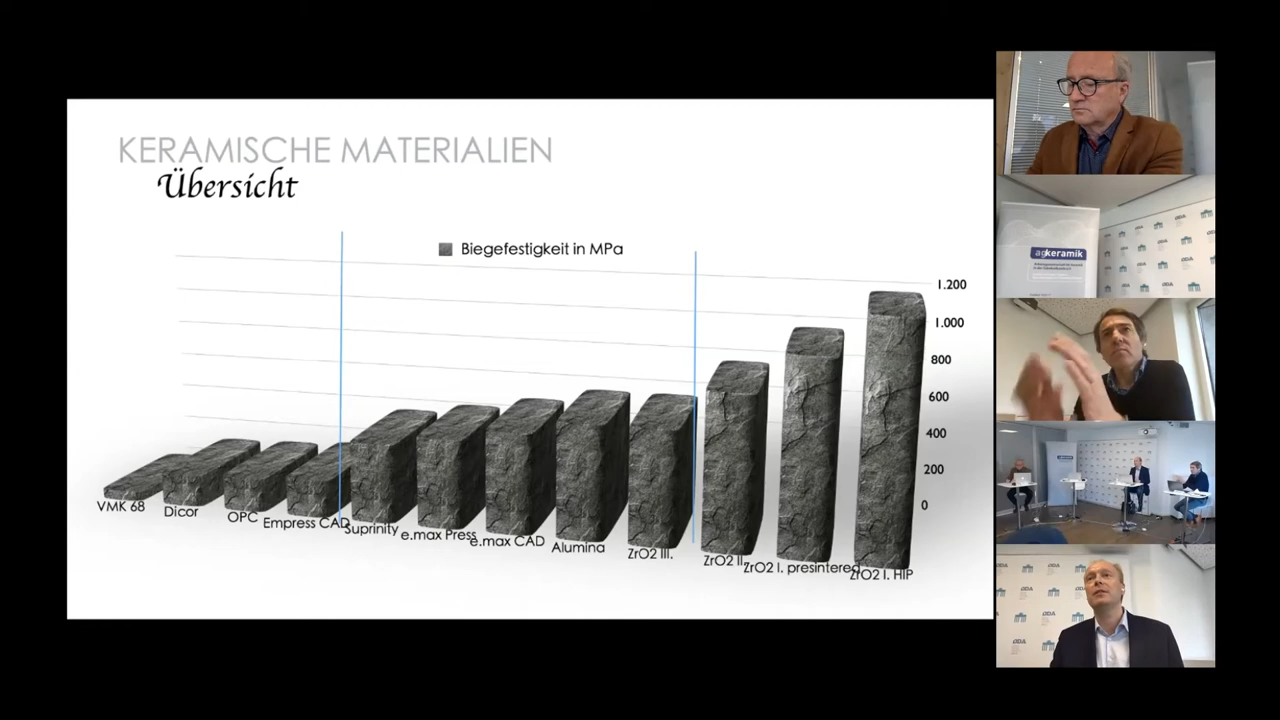 KERAMISCHE MATERIALIEN
Übersicht
Biegefestigkeit in MPa
1.200
1.000
800
600
400
200
0
VMK 68
Dicor
OPC
Empress CAD
Suprinity
e.max Press
e.max CAD
Alumina
ZrO2 III.
ZrO2 II.
ZrO2 I. presintered
ZrO2 I. HIP
agkeramik